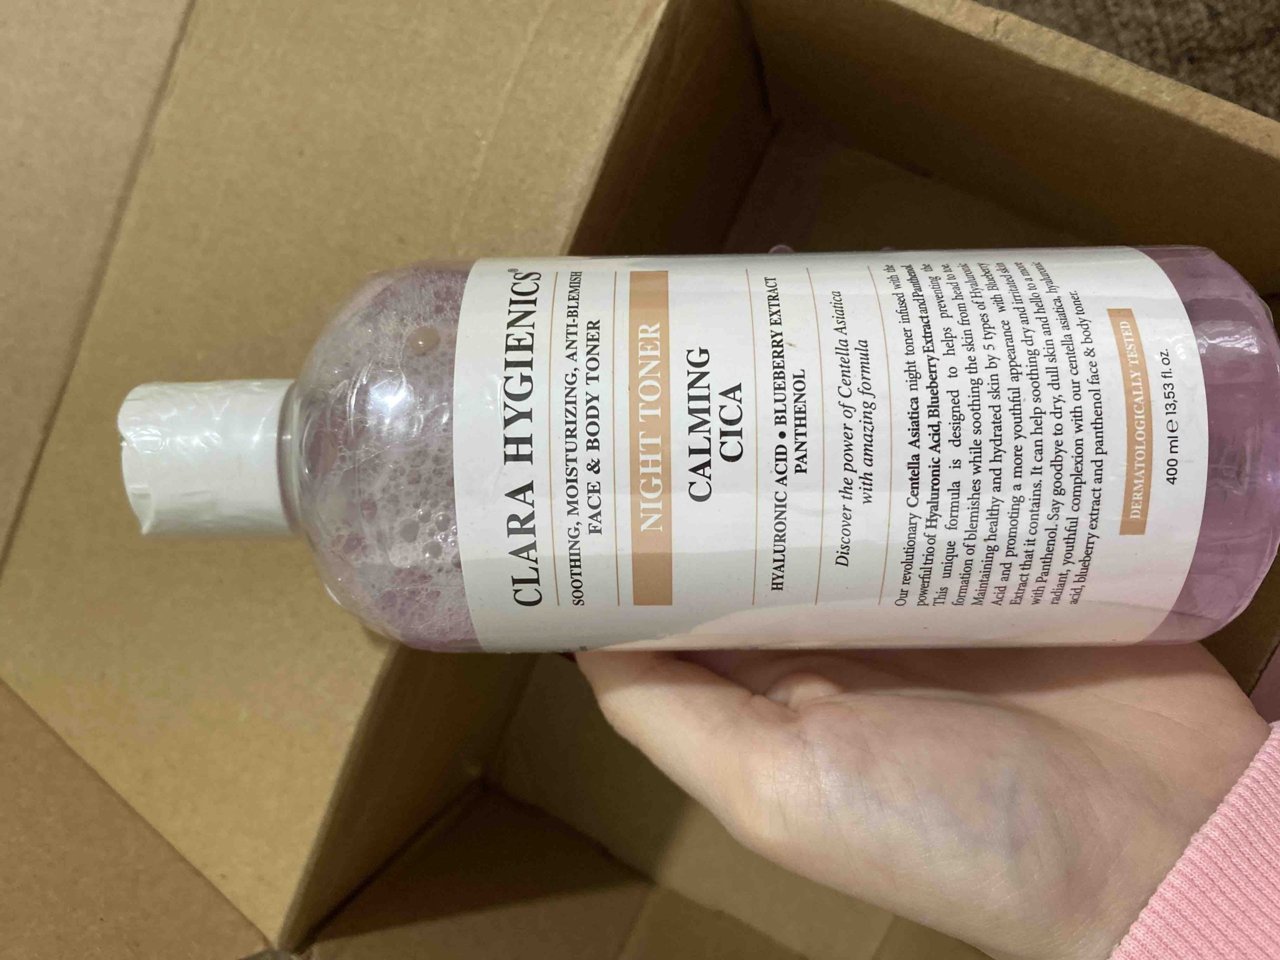 CLARA HYGIENICS®
SOOTHING, MOISTURIZING, ANTI-BLEMISH
FACE & BODY TONER
NIGHT TONER
CALMING
CICA
HYALURONIC ACID • BLUEBERRY EXTRACT
PANTHENOL
Discover the power of Centella Asiatica
with amazing formula
Our revolutionary Centella Asiatica night toner infused with the
powerful trio of Hyaluronic Acid, Blueberry Extract and Panthenol.
This unique formula is designed to helps preventing the
formation of blemishes while soothing the skin from head to toe.
Maintaining healthy and hydrated skin by 5 types of Hyaluronic
Acid and promoting a more youthful appearance with Blueberry
Extract that it contains. It can help soothing dry and irritated skin
with Panthenol. Say goodbye to dry, dull skin and hello to a more
radiant, youthful complexion with our centella asiatica, hyaluronic
acid, blueberry extract and panthenol face & body toner.
DERMATOLOGICALLY TESTED
400 ml e 13,53 fl. oz.